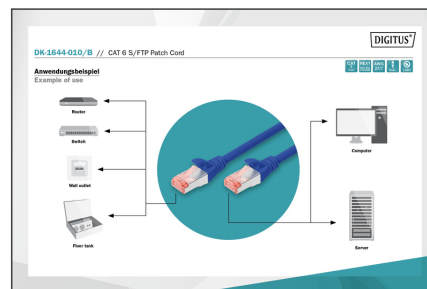 DIGITUS®
DK-1644-010/B // CAT 6 S/FTP Patch Cord
Anwendungsbeispiel
Example of use
Router
Switch
Wall outlet
Floor tank
Computer
Server